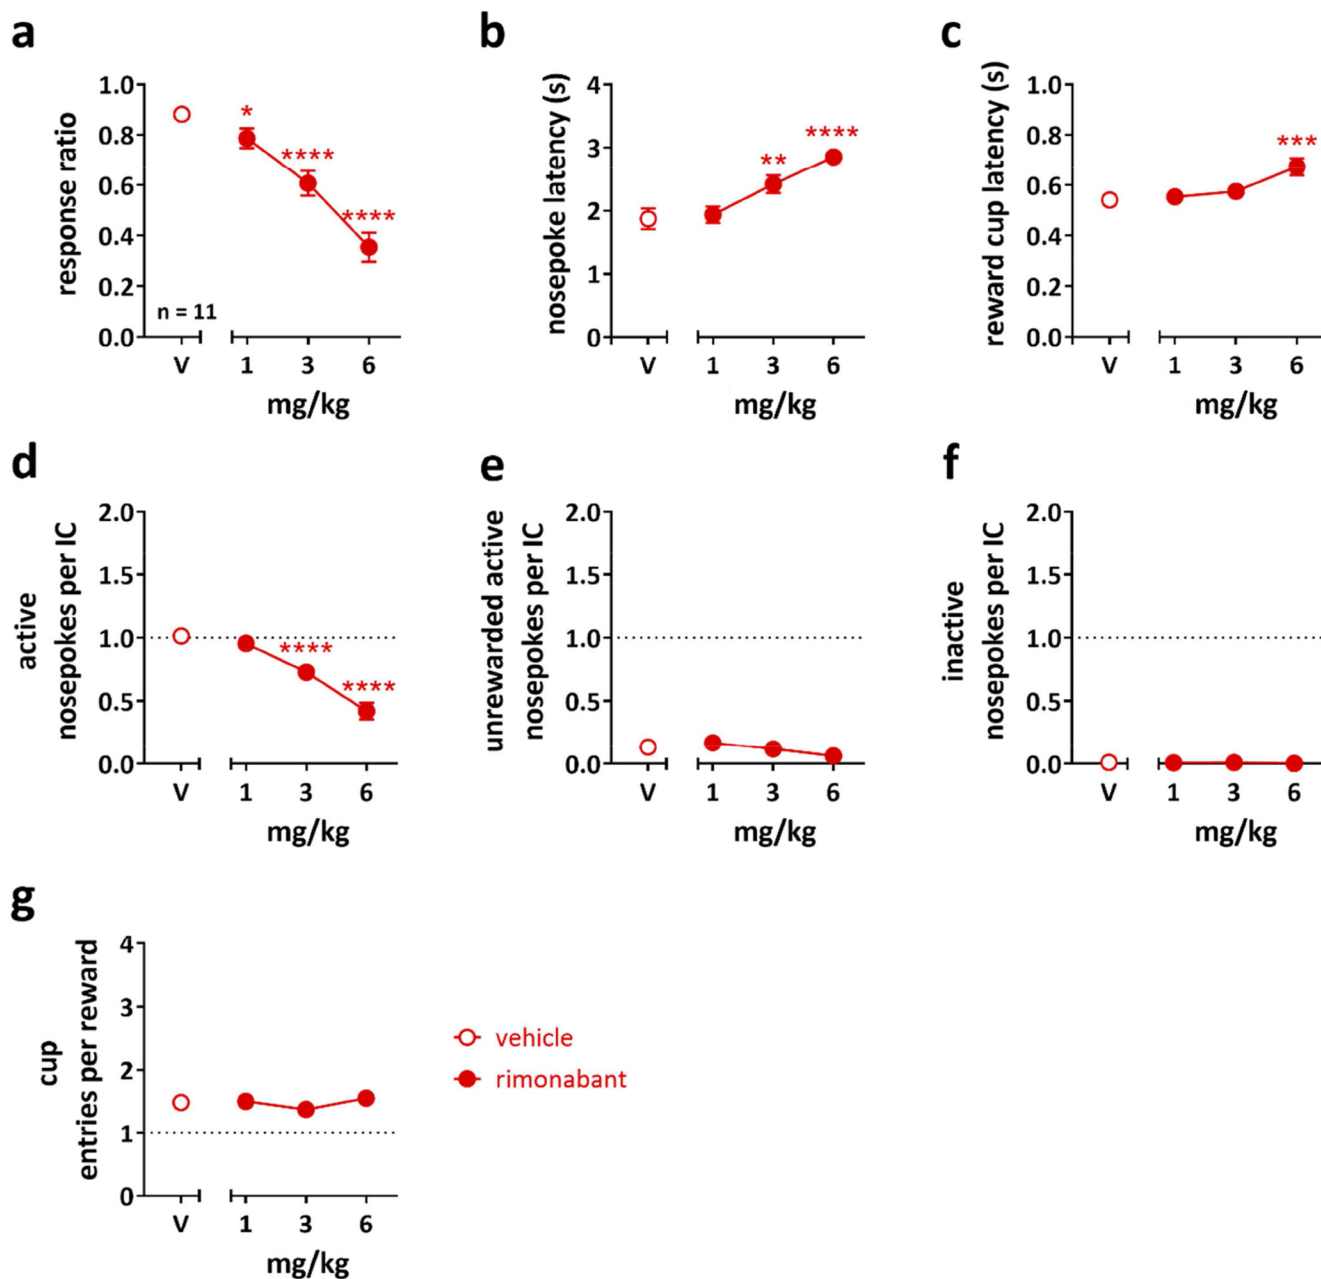 a
response ratio
1.0
0.8
0.6
0.4
0.2
0.0
*
****
****
n = 11
V
1
3
6
mg/kg
b
nosepoke latency (s)
4
3
2
1
0
**
****
V
1
3
6
mg/kg
c
reward cup latency (s)
1.0
0.8
0.6
0.4
0.2
0.0
***
V
1
3
6
mg/kg
d
active
nosepokes per IC
2.0
1.5
1.0
0.5
0.0
****
****
V
1
3
6
mg/kg
e
unrewarded active
nosepokes per IC
2.0
1.5
1.0
0.5
0.0
V
1
3
6
mg/kg
f
inactive
nosepokes per IC
2.0
1.5
1.0
0.5
0.0
V
1
3
6
mg/kg
g
cup
entries per reward
4
3
2
1
0
V
1
3
6
mg/kg
vehicle
rimonabant